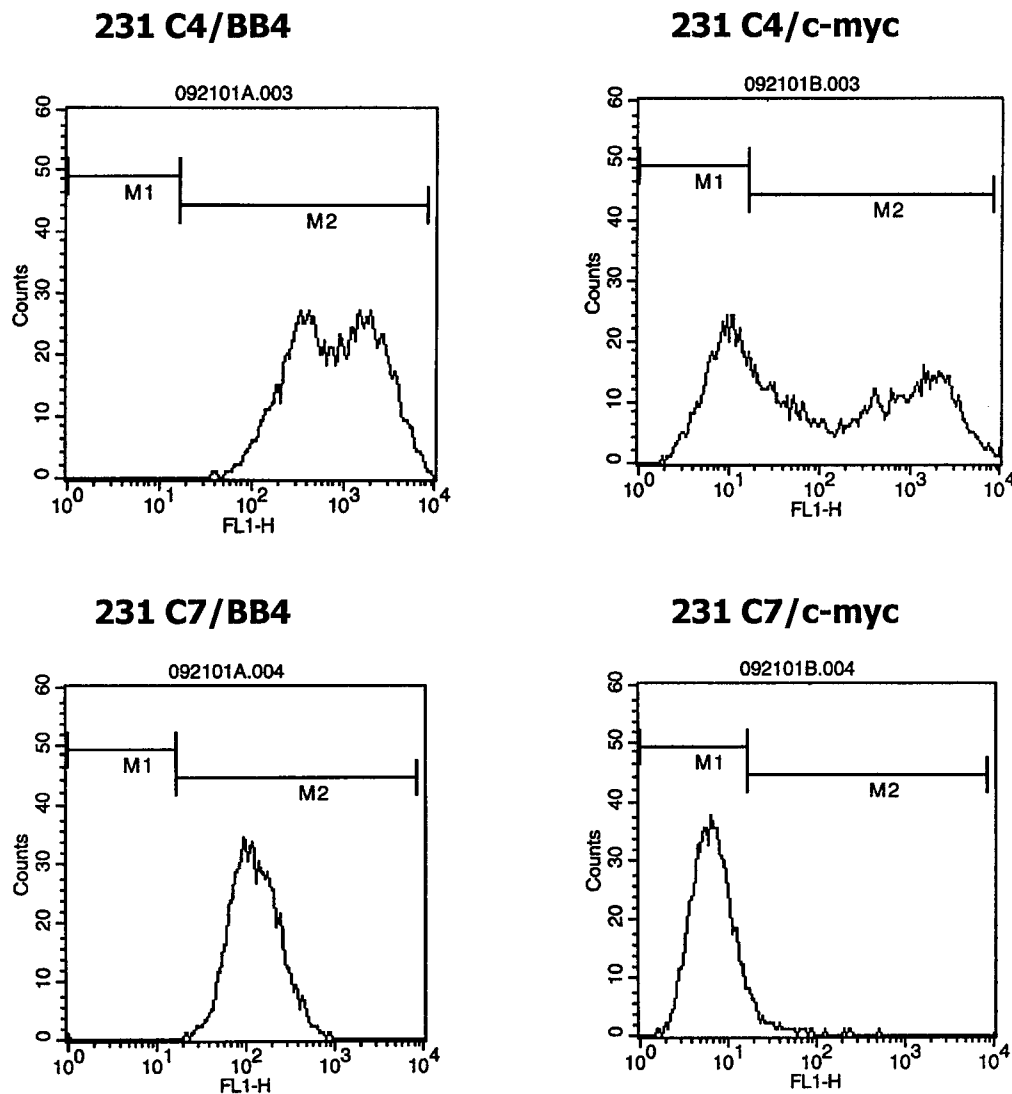 231 C4/BB4
092101A.003
60
50
40
30
20
10
0
Counts
M1
M2
10^0 10^1 10^2 10^3 10^4
FL1-H
231 C4/c-myc
092101B.003
60
50
40
30
20
10
0
Counts
M1
M2
10^0 10^1 10^2 10^3 10^4
FL1-H
231 C7/BB4
092101A.004
60
50
40
30
20
10
0
Counts
M1
M2
10^0 10^1 10^2 10^3 10^4
FL1-H
231 C7/c-myc
092101B.004
60
50
40
30
20
10
0
Counts
M1
M2
10^0 10^1 10^2 10^3 10^4
FL1-H